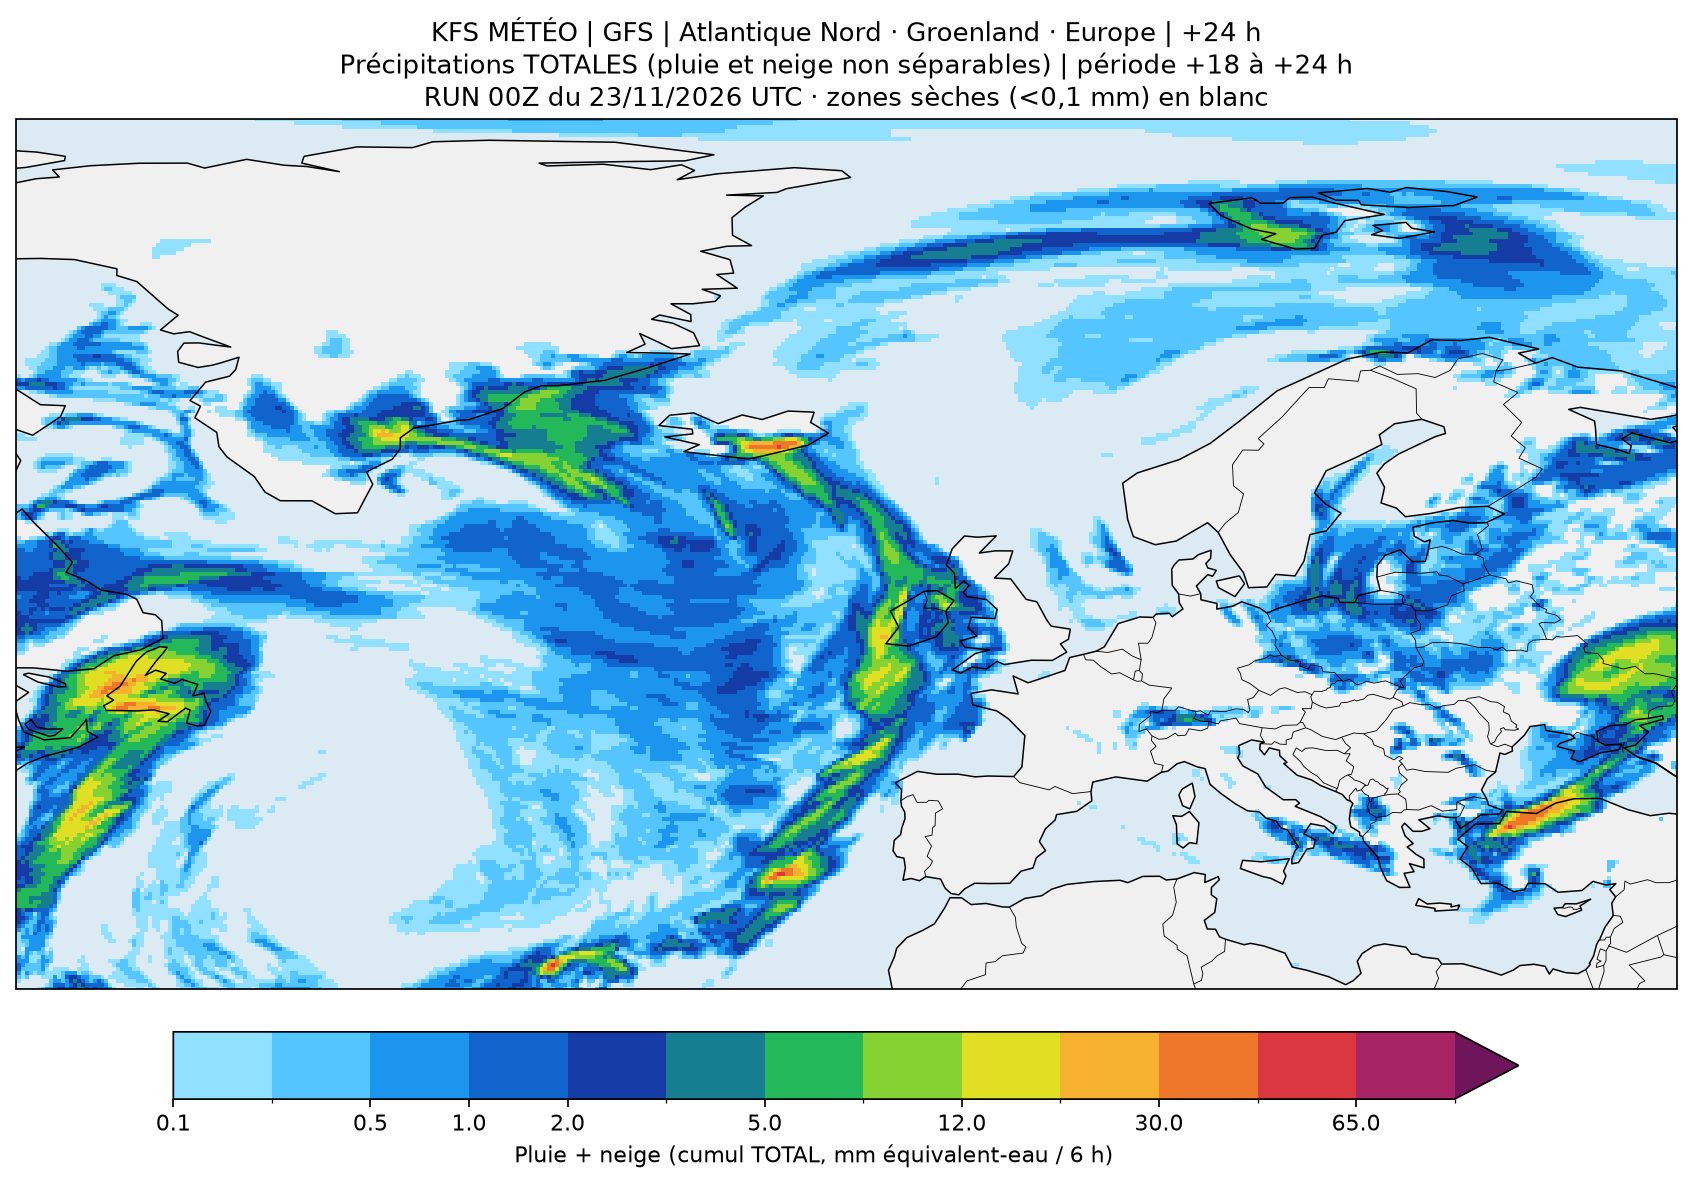 KFS MÉTÉO | GFS | Atlantique Nord · Groenland · Europe | +24 h
Précipitations TOTALES (pluie et neige non séparables) | période +18 à +24 h
RUN 00Z du 23/11/2026 UTC · zones sèches (<0,1 mm) en blanc
0.1 0.5 1.0 2.0 5.0 12.0 30.0 65.0
Pluie + neige (cumul TOTAL, mm équivalent-eau / 6 h)